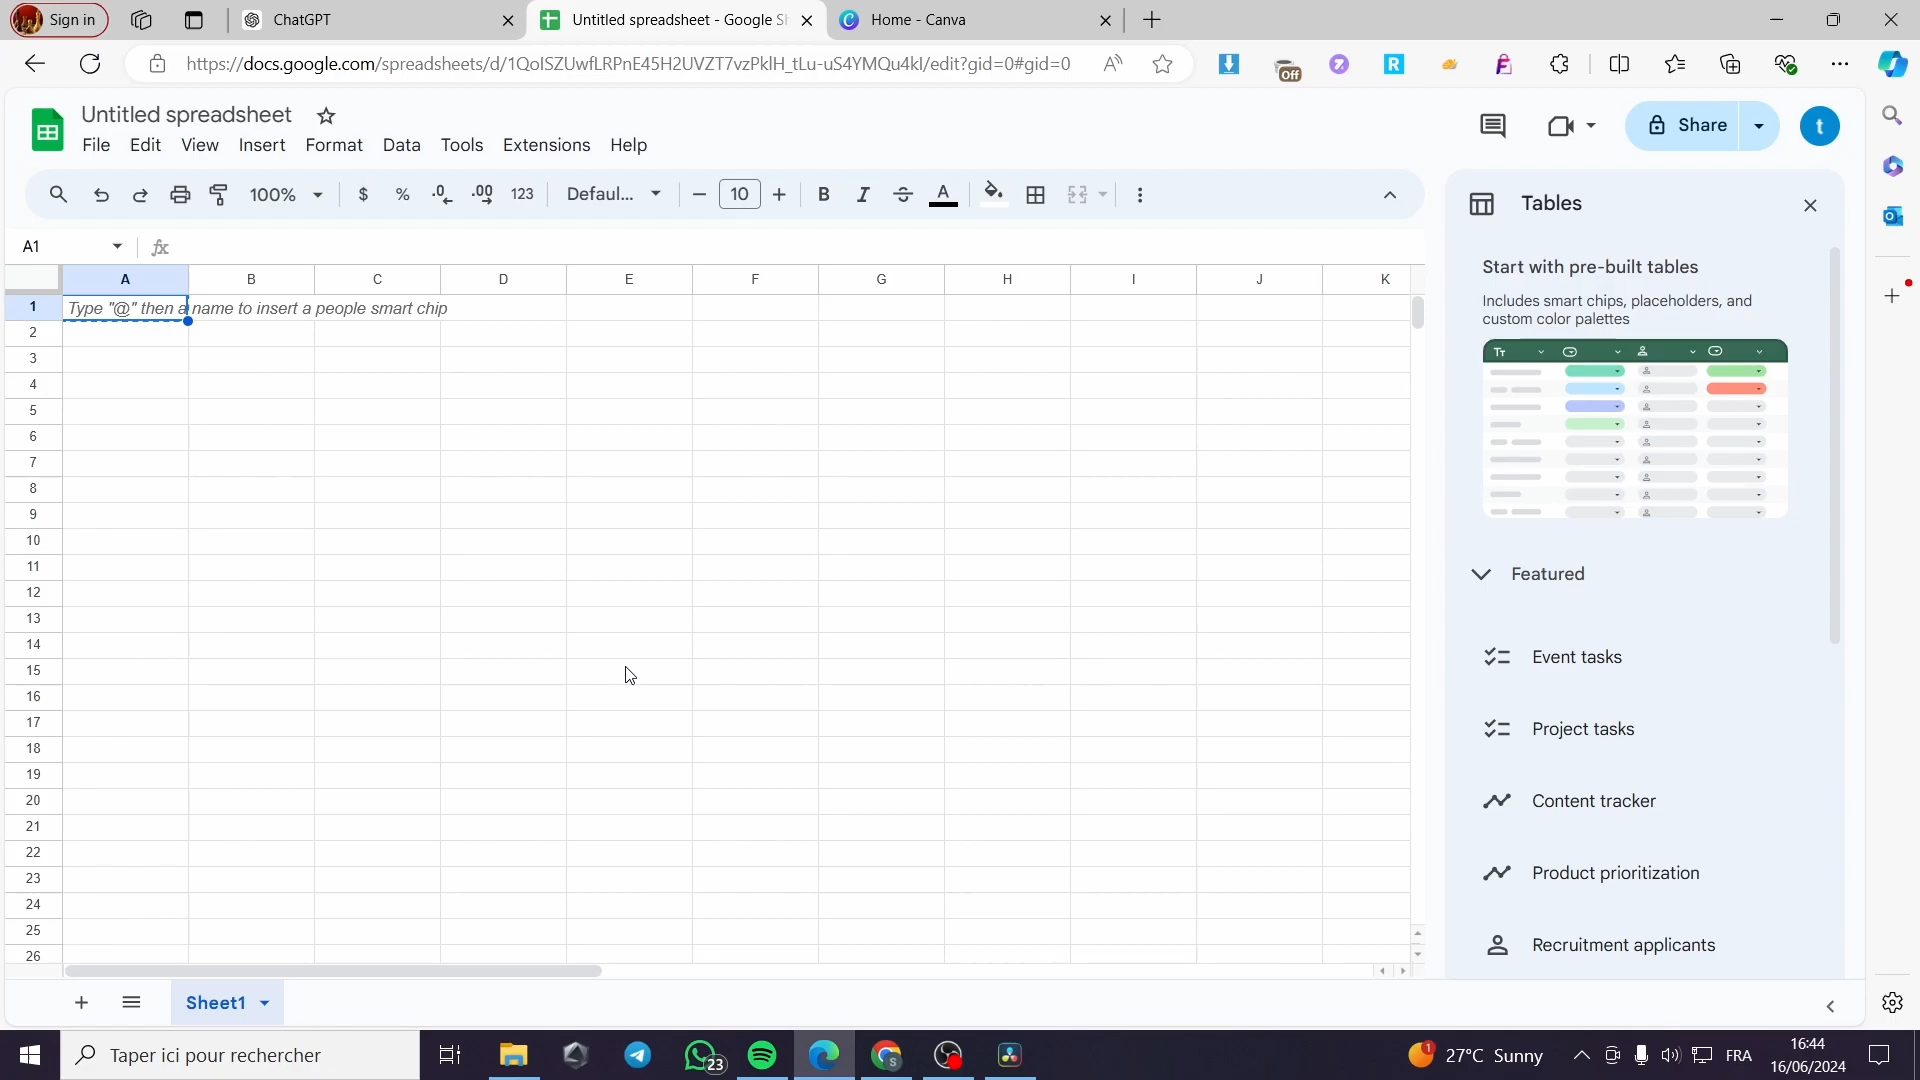 Sign in
ChatGPT
Untitled spreadsheet - Google Sh
Home - Canva
https://docs.google.com/spreadsheets/d/1QoISZUwfLRPnE45H2UVZT7vzPklH_tLu-uS4YMQu4kI/edit?gid=0#gid=0
Off
Untitled spreadsheet
File Edit View Insert Format Data Tools Extensions Help
Share
t
100%
$ % .0 .00 123
Defaul...
10
B I A
A1
fx
A B C D E F G H I J K
1 Type "@" then a name to insert a people smart chip
2
3
4
5
6
7
8
9
10
11
12
13
14
15
16
17
18
19
20
21
22
23
24
25
26
Sheet1
Tables
Start with pre-built tables
Includes smart chips, placeholders, and
custom color palettes
Tт
Featured
Event tasks
Project tasks
Content tracker
Product prioritization
Recruitment applicants
Taper ici pour rechercher
23
1
27°C Sunny
FRA
16:44
16/06/2024